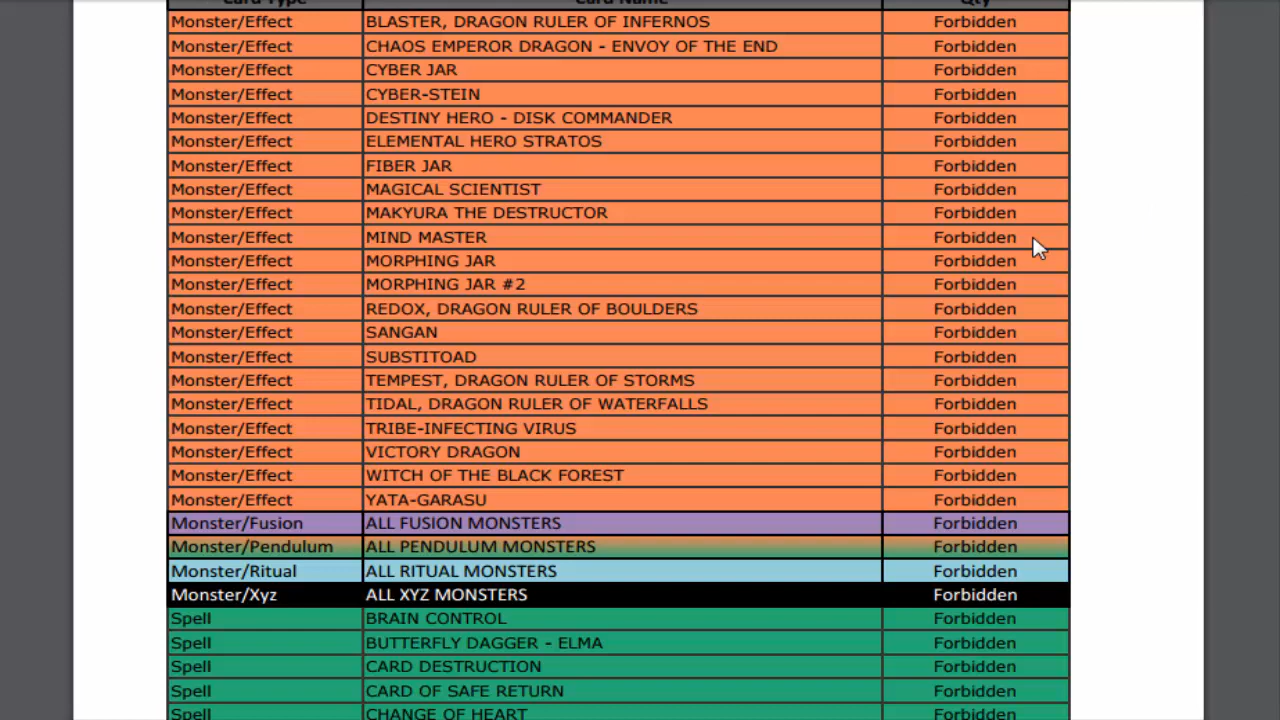 Card Type Card Name Qty
Monster/Effect BLASTER, DRAGON RULER OF INFERNOS Forbidden
Monster/Effect CHAOS EMPEROR DRAGON - ENVOY OF THE END Forbidden
Monster/Effect CYBER JAR Forbidden
Monster/Effect CYBER-STEIN Forbidden
Monster/Effect DESTINY HERO - DISK COMMANDER Forbidden
Monster/Effect ELEMENTAL HERO STRATOS Forbidden
Monster/Effect FIBER JAR Forbidden
Monster/Effect MAGICAL SCIENTIST Forbidden
Monster/Effect MAKYURA THE DESTRUCTOR Forbidden
Monster/Effect MIND MASTER Forbidden
Monster/Effect MORPHING JAR Forbidden
Monster/Effect MORPHING JAR #2 Forbidden
Monster/Effect REDOX, DRAGON RULER OF BOULDERS Forbidden
Monster/Effect SANGAN Forbidden
Monster/Effect SUBSTITOAD Forbidden
Monster/Effect TEMPEST, DRAGON RULER OF STORMS Forbidden
Monster/Effect TIDAL, DRAGON RULER OF WATERFALLS Forbidden
Monster/Effect TRIBE-INFECTING VIRUS Forbidden
Monster/Effect VICTORY DRAGON Forbidden
Monster/Effect WITCH OF THE BLACK FOREST Forbidden
Monster/Effect YATA-GARASU Forbidden
Monster/Fusion ALL FUSION MONSTERS Forbidden
Monster/Pendulum ALL PENDULUM MONSTERS Forbidden
Monster/Ritual ALL RITUAL MONSTERS Forbidden
Monster/Xyz ALL XYZ MONSTERS Forbidden
Spell BRAIN CONTROL Forbidden
Spell BUTTERFLY DAGGER - ELMA Forbidden
Spell CARD DESTRUCTION Forbidden
Spell CARD OF SAFE RETURN Forbidden
Spell CHANGE OF HEART Forbidden